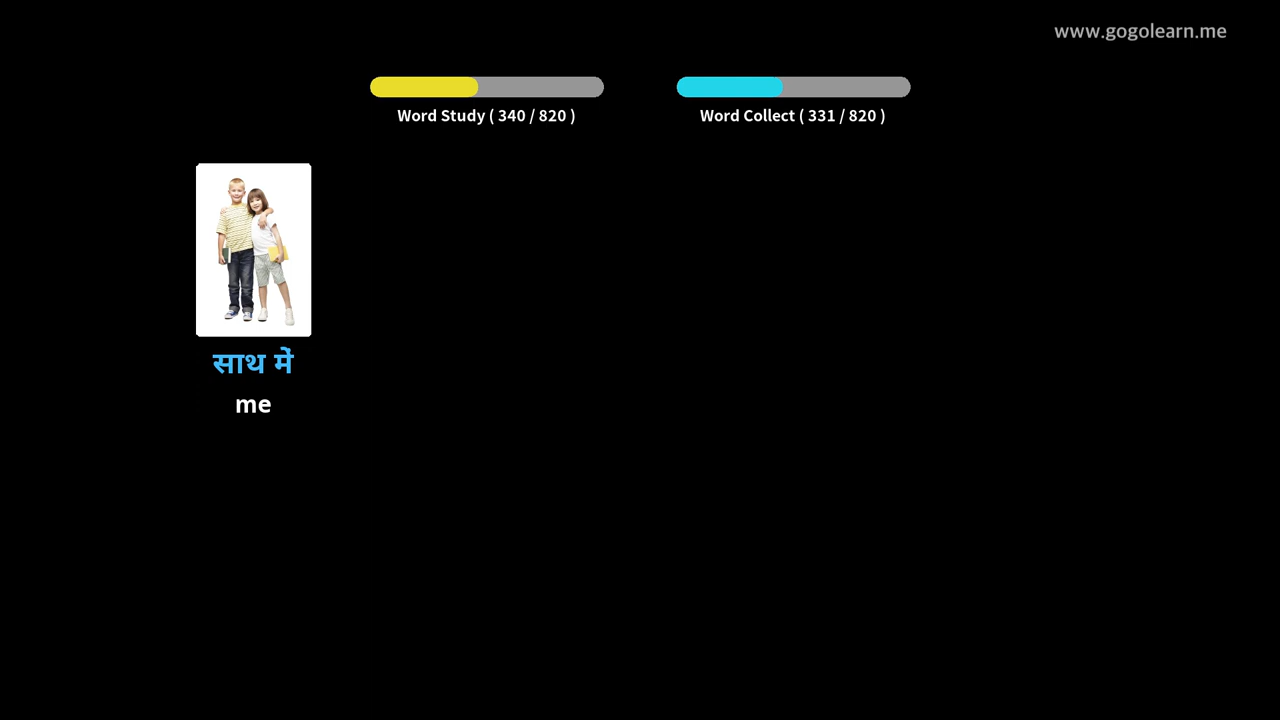 www.gogolearn.me
Word Study ( 340 / 820 )
Word Collect ( 331 / 820 )
साथ में
me